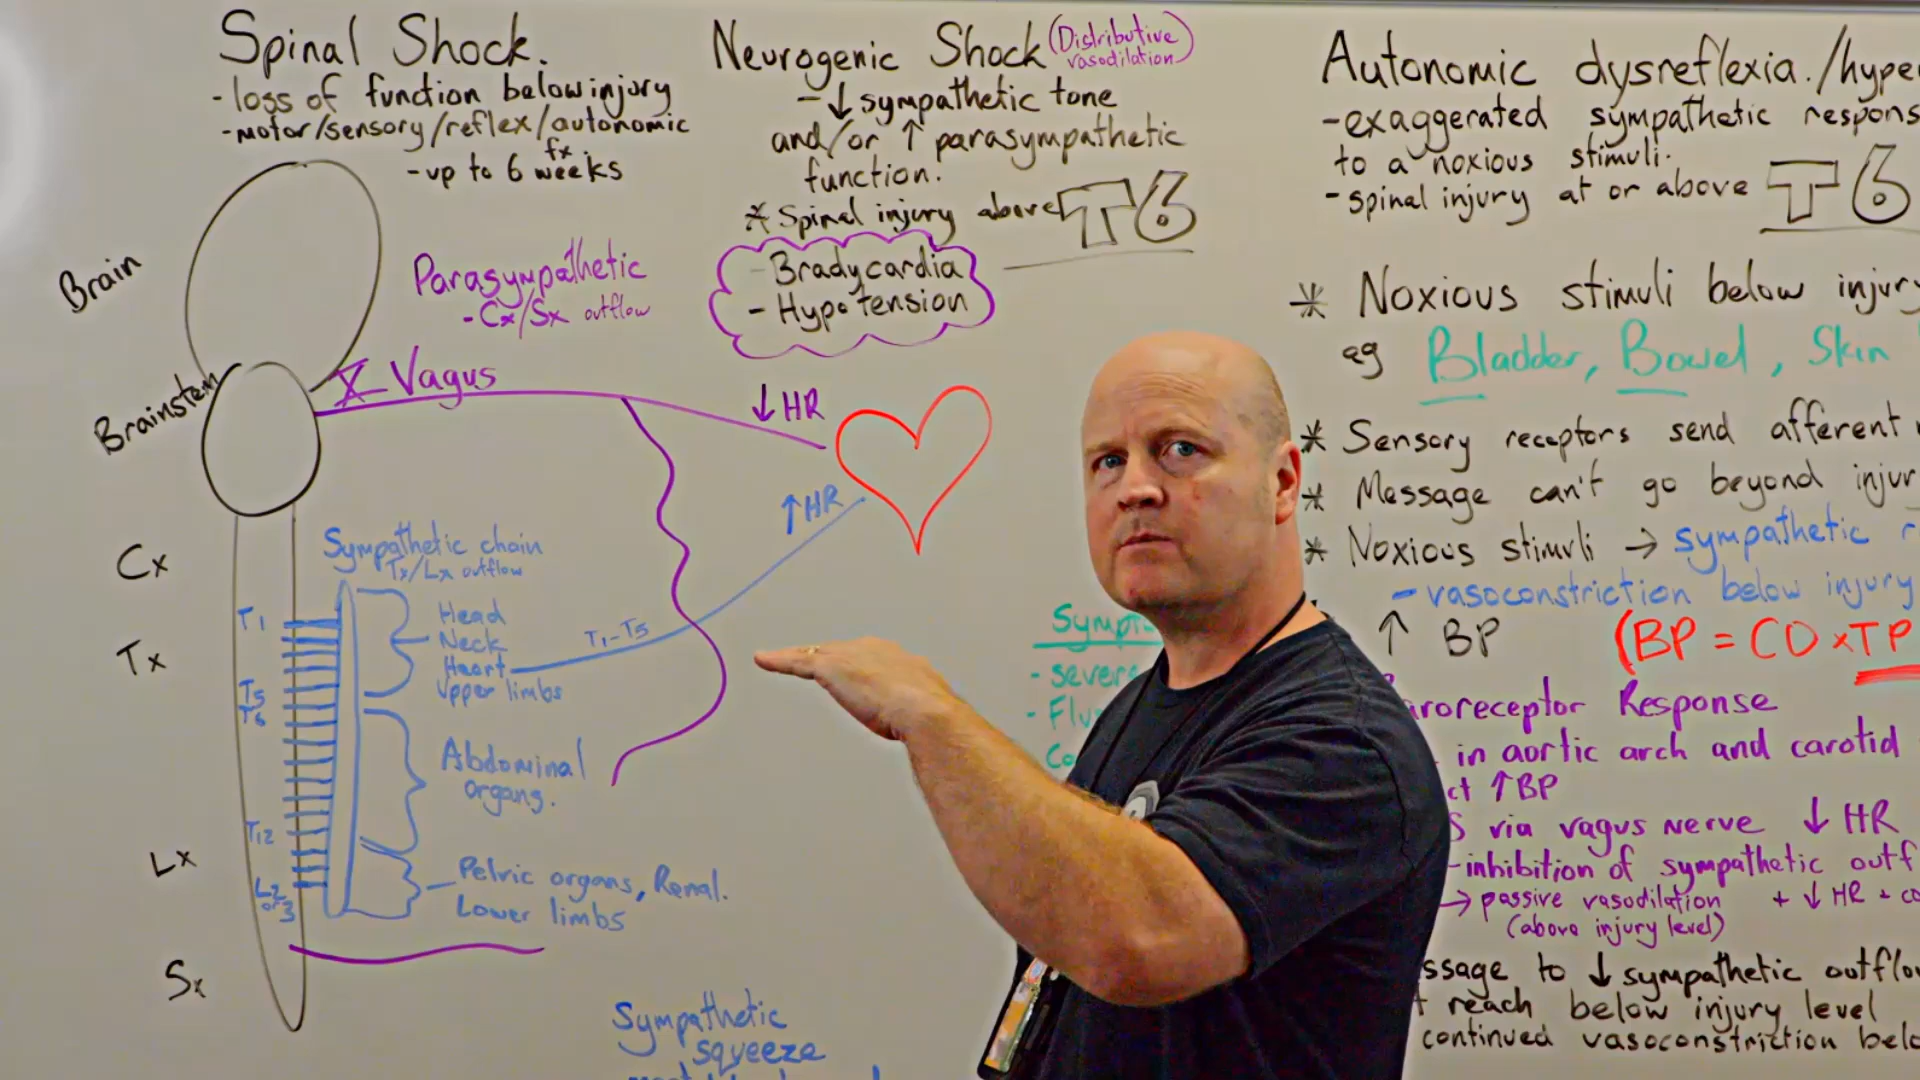 Spinal Shock.
- loss of function below injury
- motor/sensory/reflex/autonomic
fx.
- up to 6 weeks
Neurogenic Shock (Distributive
vasodilation)
- ↓ sympathetic tone
and/or ↑ parasympathetic
function.
* Spinal injury above T6
- Bradycardia
- Hypotension
Autonomic dysreflexia./hyper
- exaggerated sympathetic respons
to a noxious stimuli.
- spinal injury at or above T6
* Noxious stimuli below injury
eg Bladder, Bowel, Skin
* Sensory receptors send afferent
* Message can't go beyond injur
* Noxious stimuli → sympathetic r
- vasoconstriction below injury
↑ BP (BP = CO x TP
roreceptor Response
in aortic arch and carotid
ct ↑BP
S via vagus nerve ↓ HR
- inhibition of sympathetic outf
→ passive vasodilation + ↓ HR + co
(above injury level)
ssage to ↓ sympathetic outflo
t reach below injury level
continued vasoconstriction belo
Brain
Brainstem
Parasympathetic
- Cx/Sx outflow
X - Vagus
↓ HR
↑ HR
T1-T5
Cx
Tx
Lx
Sx
T1
T5
T6
T12
L2
or
3
Sympathetic chain
Tx/Lx outflow
Head
Neck
Heart
Upper limbs
Abdominal
organs.
Pelvic organs, Renal.
Lower limbs
Sympt
- severe
- Flu
Co
Sympathetic
squeeze